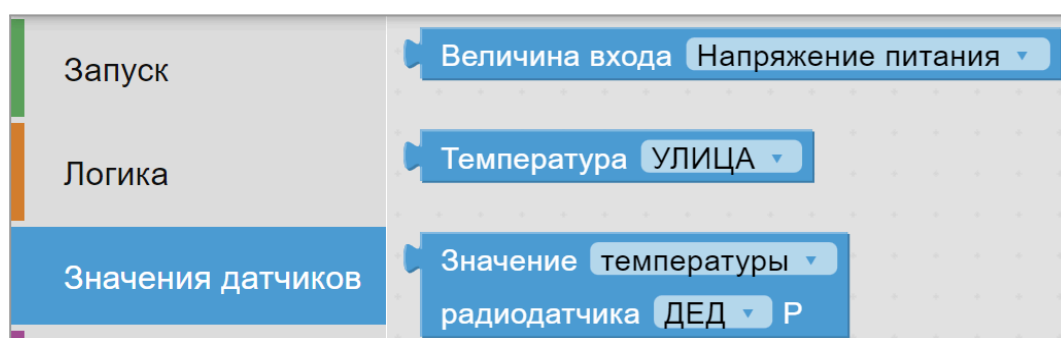 Запуск
Логика
Значения датчиков
Величина входа Напряжение питания
Температура УЛИЦА
Значение температуры
радиодатчика ДЕД Р